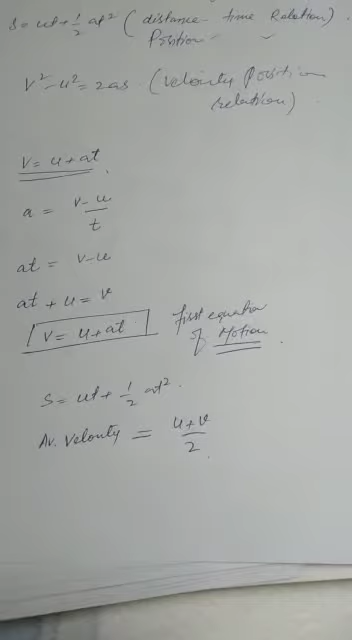 S = ut + 1/2 at² (distance - time Relation)
Position -
V² - u² = 2as (Velocity Position
relation)
V = u + at
a = V - u / t
at = V - u
at + u = V
V = u + at first equation
of Motion
S = ut + 1/2 at².
Av. Velouty = u + v / 2